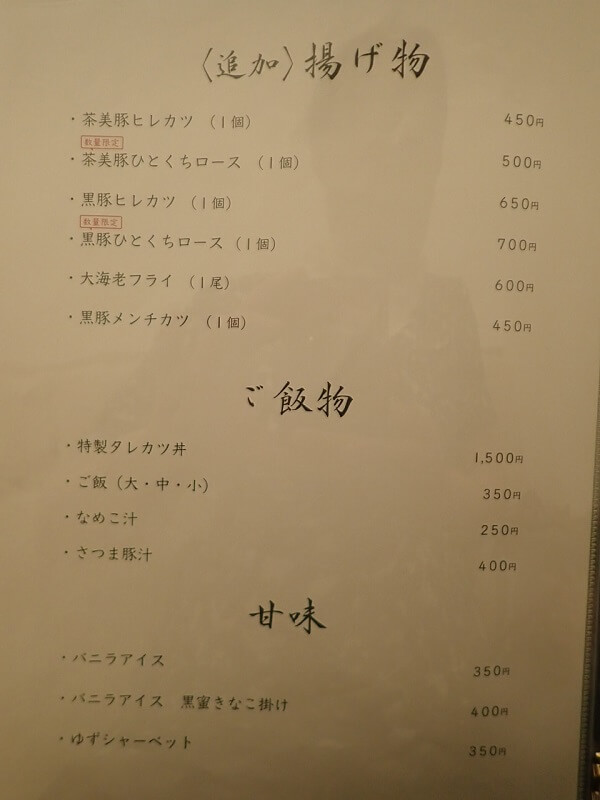 〈追加〉揚げ物
・茶美豚ヒレカツ (1個) 450円
数量限定
・茶美豚ひとくちロース (1個) 500円
・黒豚ヒレカツ (1個) 650円
数量限定
・黒豚ひとくちロース (1個) 700円
・大海老フライ (1尾) 600円
・黒豚メンチカツ (1個) 450円
ご飯物
・特製タレカツ丼 1,500円
・ご飯 (大・中・小) 350円
・なめこ汁 250円
・さつま豚汁 400円
甘味
・バニラアイス 350円
・バニラアイス 黒蜜きなこ掛け 400円
・ゆずシャーベット 350円